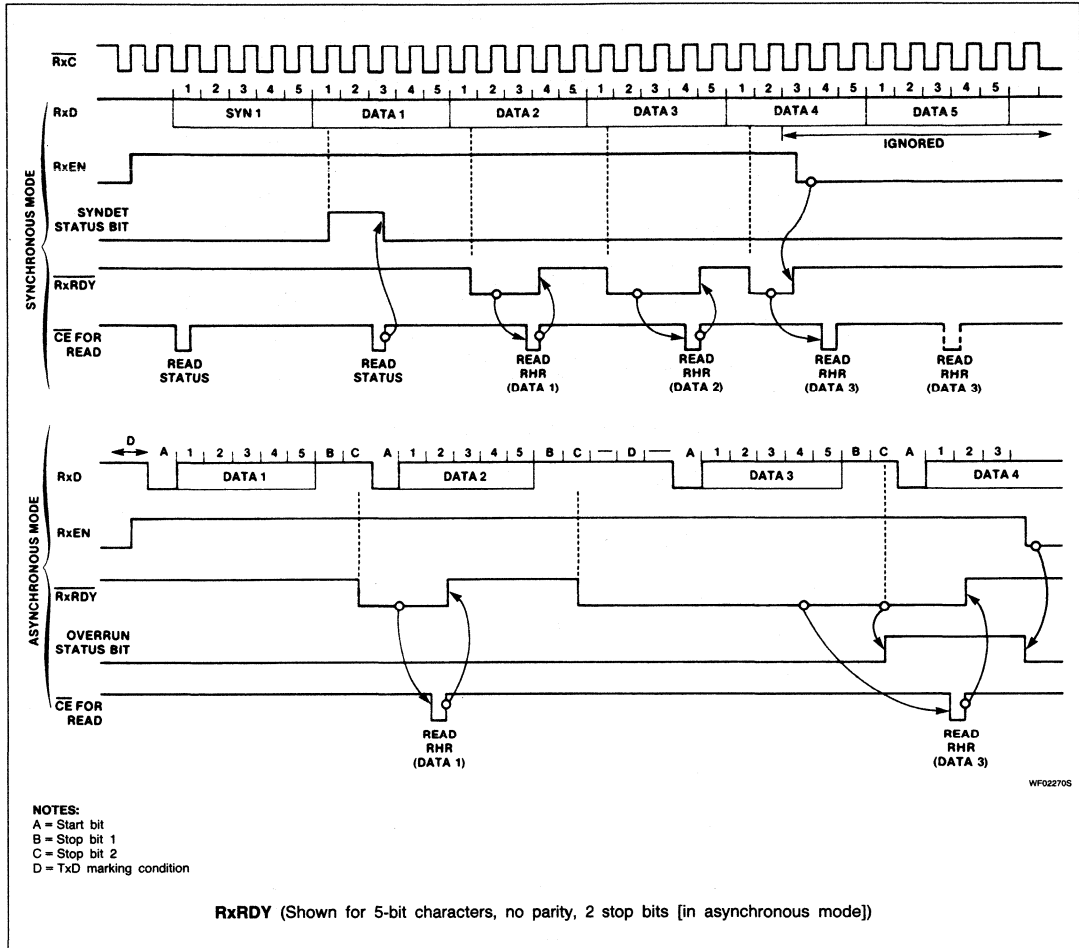 RxC
1 2 3 4 5 1 2 3 4 5 1 2 3 4 5 1 2 3 4 5 1 2 3 4 5 1 2 3 4 5
RxD
SYN 1 DATA 1 DATA 2 DATA 3 DATA 4 DATA 5
IGNORED
SYNCHRONOUS MODE
RxEN
SYNDET
STATUS BIT
RxRDY
CE FOR
READ
READ
STATUS
READ
STATUS
READ
RHR
(DATA 1)
READ
RHR
(DATA 2)
READ
RHR
(DATA 3)
READ
RHR
(DATA 3)
ASYNCHRONOUS MODE
D
A 1 2 3 4 5 B C A 1 2 3 4 5 B C D A 1 2 3 4 5 B C A 1 2 3
RxD
DATA 1 DATA 2 DATA 3 DATA 4
RxEN
RxRDY
OVERRUN
STATUS BIT
CE FOR
READ
READ
RHR
(DATA 1)
READ
RHR
(DATA 3)
WF02270S
NOTES:
A = Start bit
B = Stop bit 1
C = Stop bit 2
D = TxD marking condition
RxRDY (Shown for 5-bit characters, no parity, 2 stop bits [in asynchronous mode])